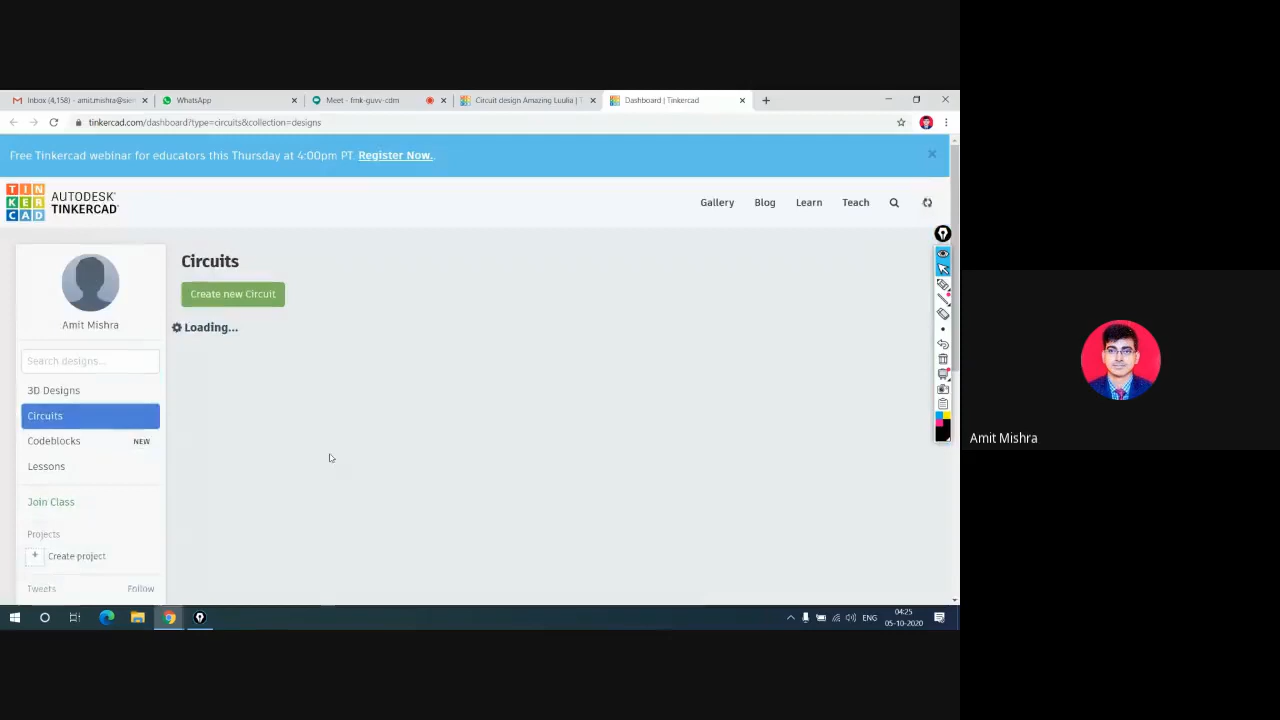 Inbox (4,158) - amit.mishra@sie
WhatsApp
Meet - fmk-guvv-cdm
Circuit design Amazing Luulia | T
Dashboard | Tinkercad
tinkercad.com/dashboard?type=circuits&collection=designs
Free Tinkercad webinar for educators this Thursday at 4:00pm PT. Register Now.
TIN
KER
CAD
AUTODESK
TINKERCAD
Gallery
Blog
Learn
Teach
Circuits
Create new Circuit
Loading...
Amit Mishra
Search designs...
3D Designs
Circuits
Codeblocks NEW
Lessons
Join Class
Projects
+ Create project
Tweets Follow
ENG
04:25
05-10-2020
Amit Mishra